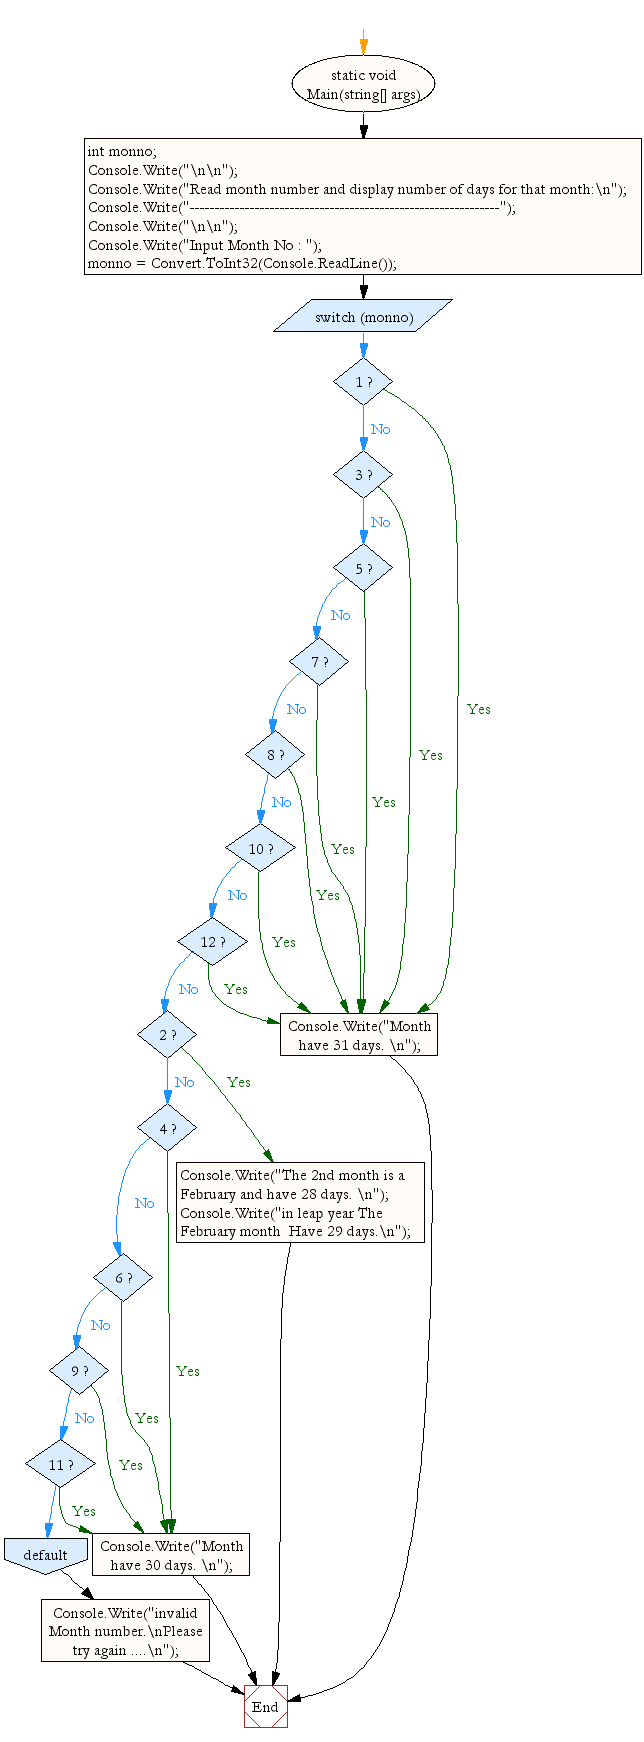 static void
Main(string[] args)
int monno;
Console.Write("\n\n");
Console.Write("Read month number and display number of days for that month:\n");
Console.Write("--------------------------------------------------------------");
Console.Write("\n\n");
Console.Write("Input Month No : ");
monno = Convert.ToInt32(Console.ReadLine());
switch (monno)
1 ?
No
3 ?
No
5 ?
No
7 ?
No
Yes
8 ?
Yes
No
Yes
10 ?
Yes
No
Yes
12 ?
Yes
No
Yes
Console.Write("Month
have 31 days. \n");
2 ?
No
Yes
4 ?
Console.Write("The 2nd month is a
February and have 28 days. \n");
Console.Write("in leap year The
February month  Have 29 days.\n");
No
6 ?
No
9 ?
Yes
No
Yes
11 ?
Yes
Yes
default
Console.Write("Month
have 30 days. \n");
Console.Write("invalid
Month number.\nPlease
try again ....\n");
End